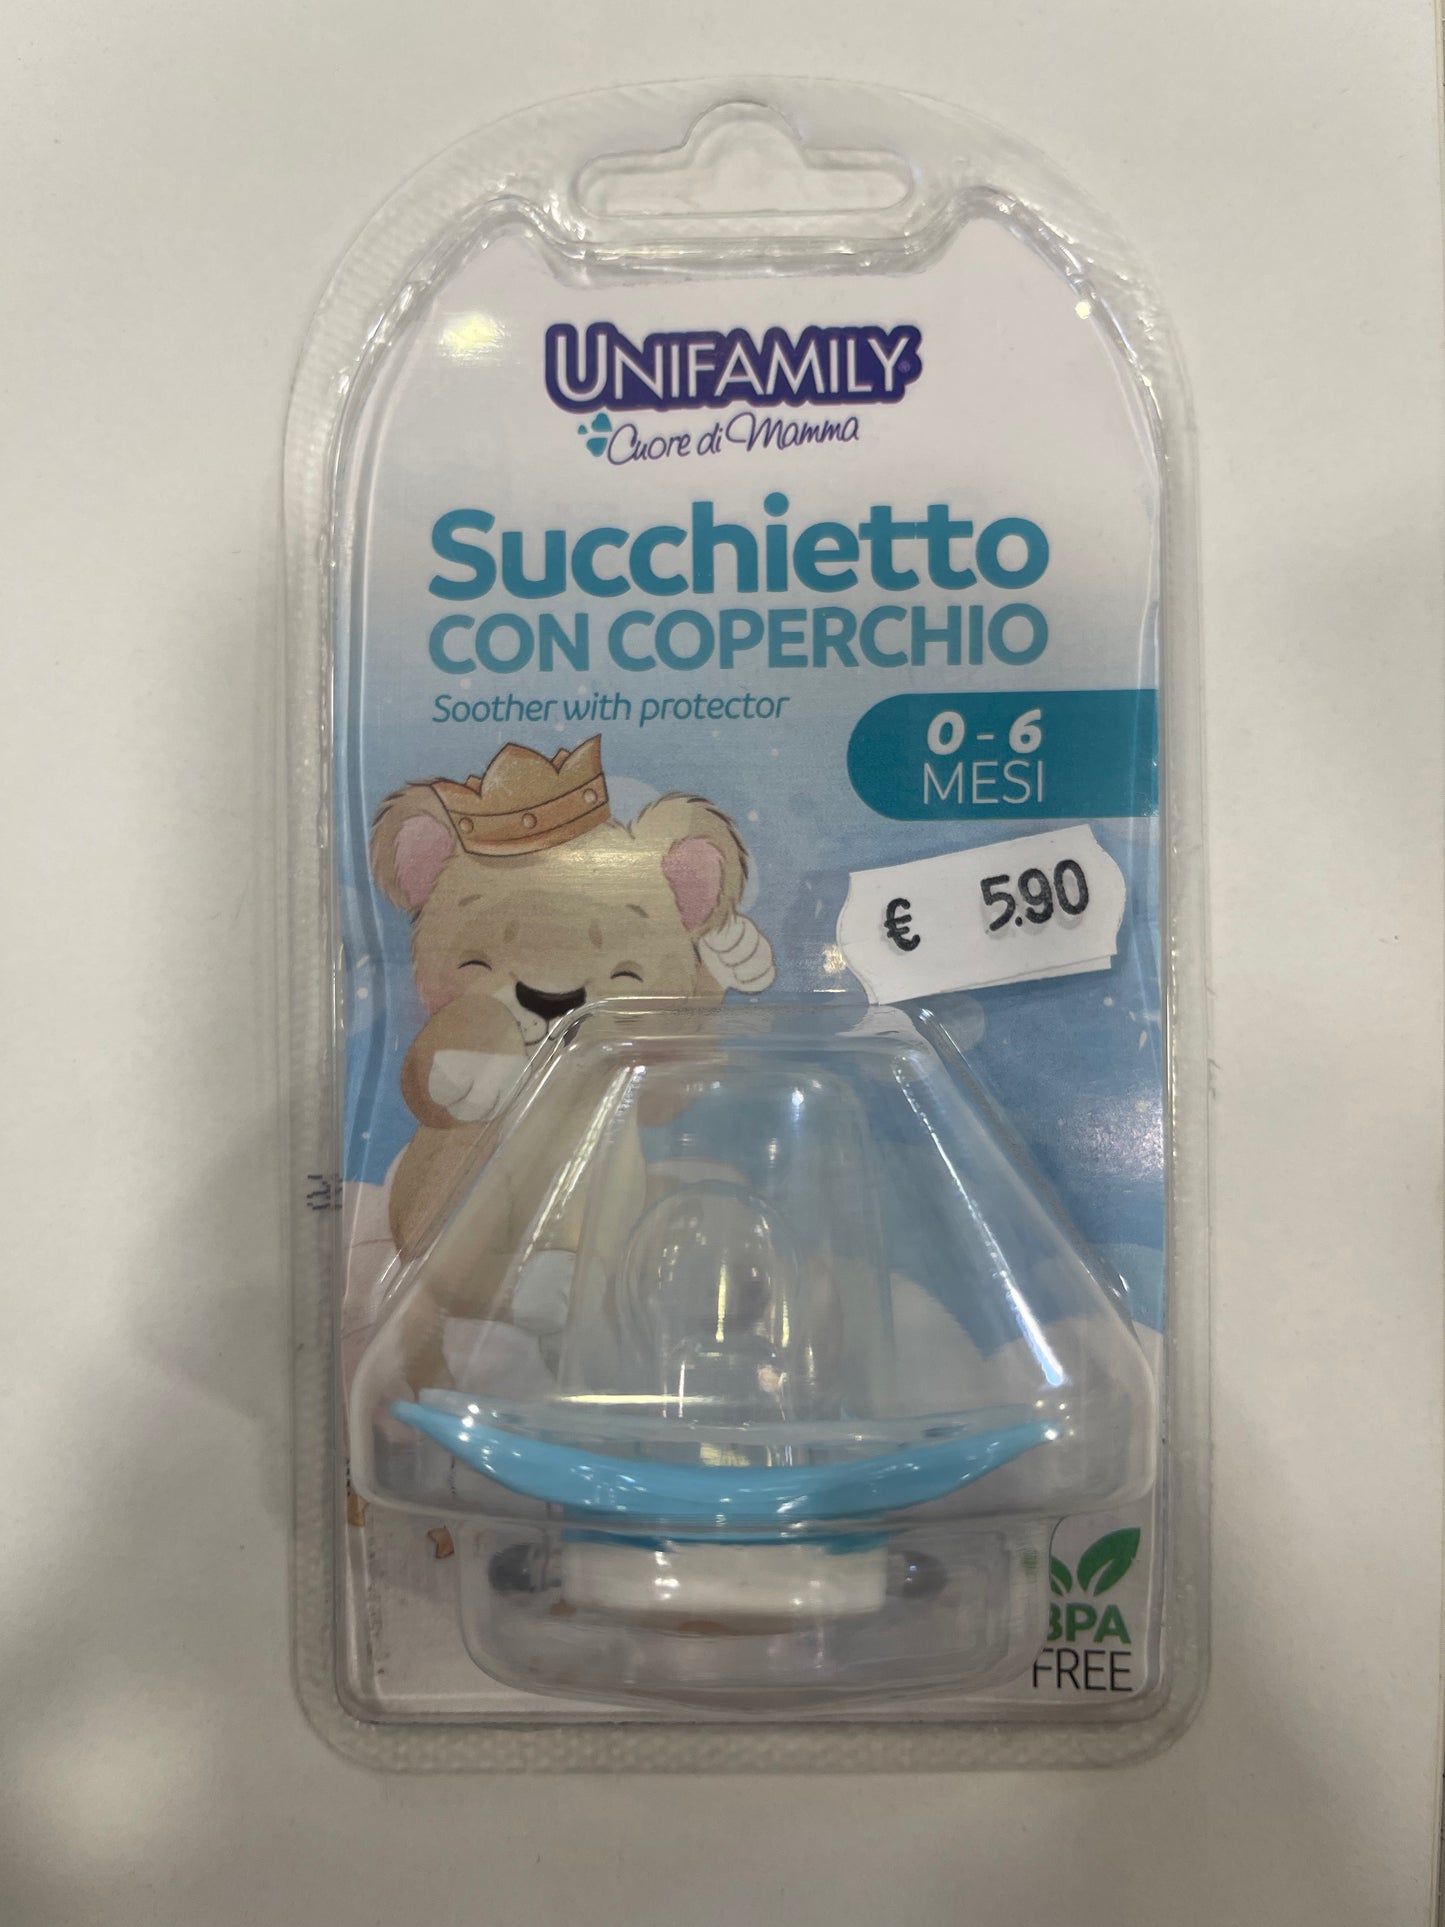 UNIFAMILY
Cuore di Mamma
Succhietto
CON COPERCHIO
Soother with protector
0 - 6
MESI
€ 5.90
BPA
FREE